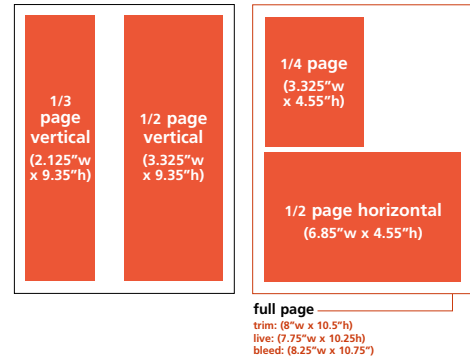 1/3
page
vertical
(2.125”w
x 9.35”h)
1/2 page
vertical
(3.325”w
x 9.35”h)
1/4 page
(3.325”w
x 4.55”h)
1/2 page horizontal
(6.85”w x 4.55”h)
full page
trim: (8”w x 10.5”h)
live: (7.75”w x 10.25h)
bleed: (8.25”w x 10.75”)